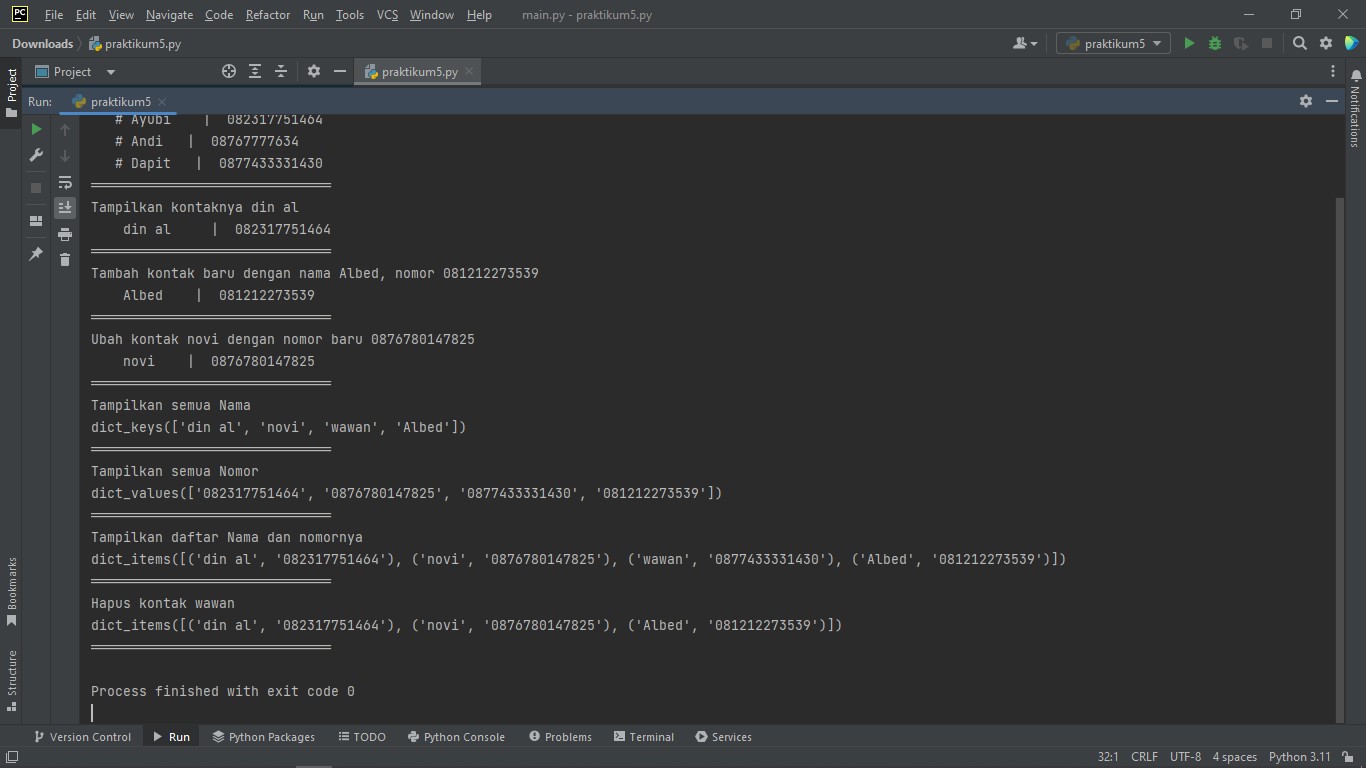 PC File Edit View Navigate Code Refactor Run Tools VCS Window Help main.py - praktikum5.py
Downloads praktikum5.py praktikum5
Project praktikum5.py
Run: praktikum5
# Ayubi | 082317751464
# Andi | 08767777634
# Dapit | 0877433331430
==============================
Tampilkan kontaknya din al
din al | 082317751464
==============================
Tambah kontak baru dengan nama Albed, nomor 081212273539
Albed | 081212273539
==============================
Ubah kontak novi dengan nomor baru 0876780147825
novi | 0876780147825
==============================
Tampilkan semua Nama
dict_keys(['din al', 'novi', 'wawan', 'Albed'])
==============================
Tampilkan semua Nomor
dict_values(['082317751464', '0876780147825', '0877433331430', '081212273539'])
==============================
Tampilkan daftar Nama dan nomornya
dict_items([('din al', '082317751464'), ('novi', '0876780147825'), ('wawan', '0877433331430'), ('Albed', '081212273539')])
==============================
Hapus kontak wawan
dict_items([('din al', '082317751464'), ('novi', '0876780147825'), ('Albed', '081212273539')])
==============================
Process finished with exit code 0
Project
Bookmarks
Structure
Notifications
Version Control Run Python Packages TODO Python Console Problems Terminal Services
32:1 CRLF UTF-8 4 spaces Python 3.11